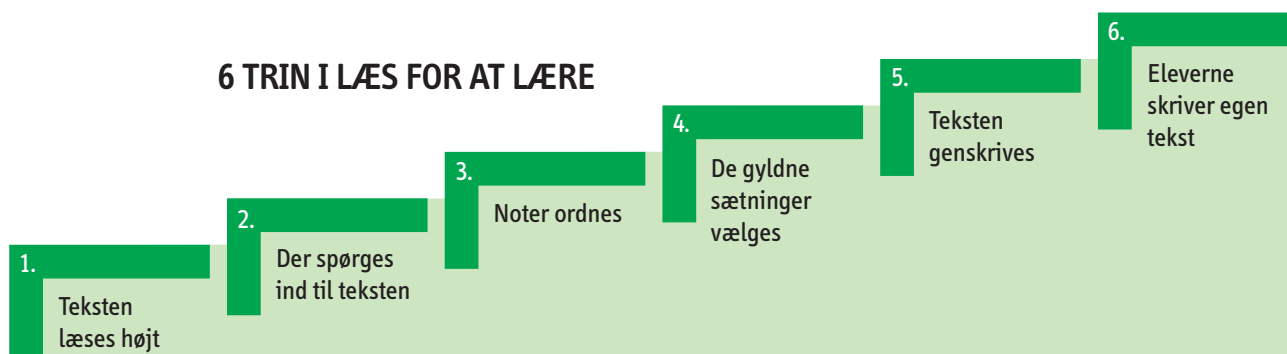 6 TRIN I LÆS FOR AT LÆRE
1.
Teksten
læses højt
2.
Der spørges
ind til teksten
3.
Noter ordnes
4.
De gyldne
sætninger
vælges
5.
Teksten
genskrives
6.
Eleverne
skriver egen
tekst